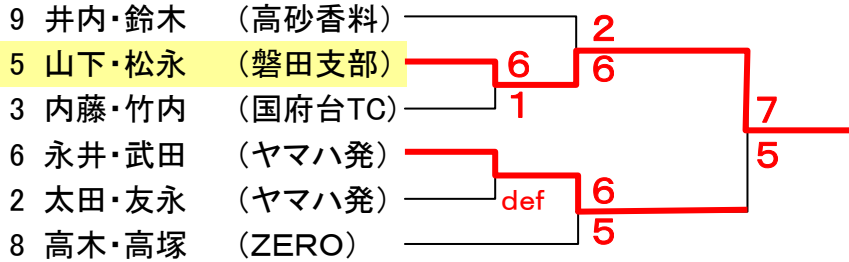 9 井内・鈴木 (高砂香料)
2
5 山下・松永 (磐田支部)
6 6
3 内藤・竹内 (国府台TC)
1
7
6 永井・武田 (ヤマハ発)
5
2 太田・友永 (ヤマハ発)
def 6
8 高木・高塚 (ZERO)
5